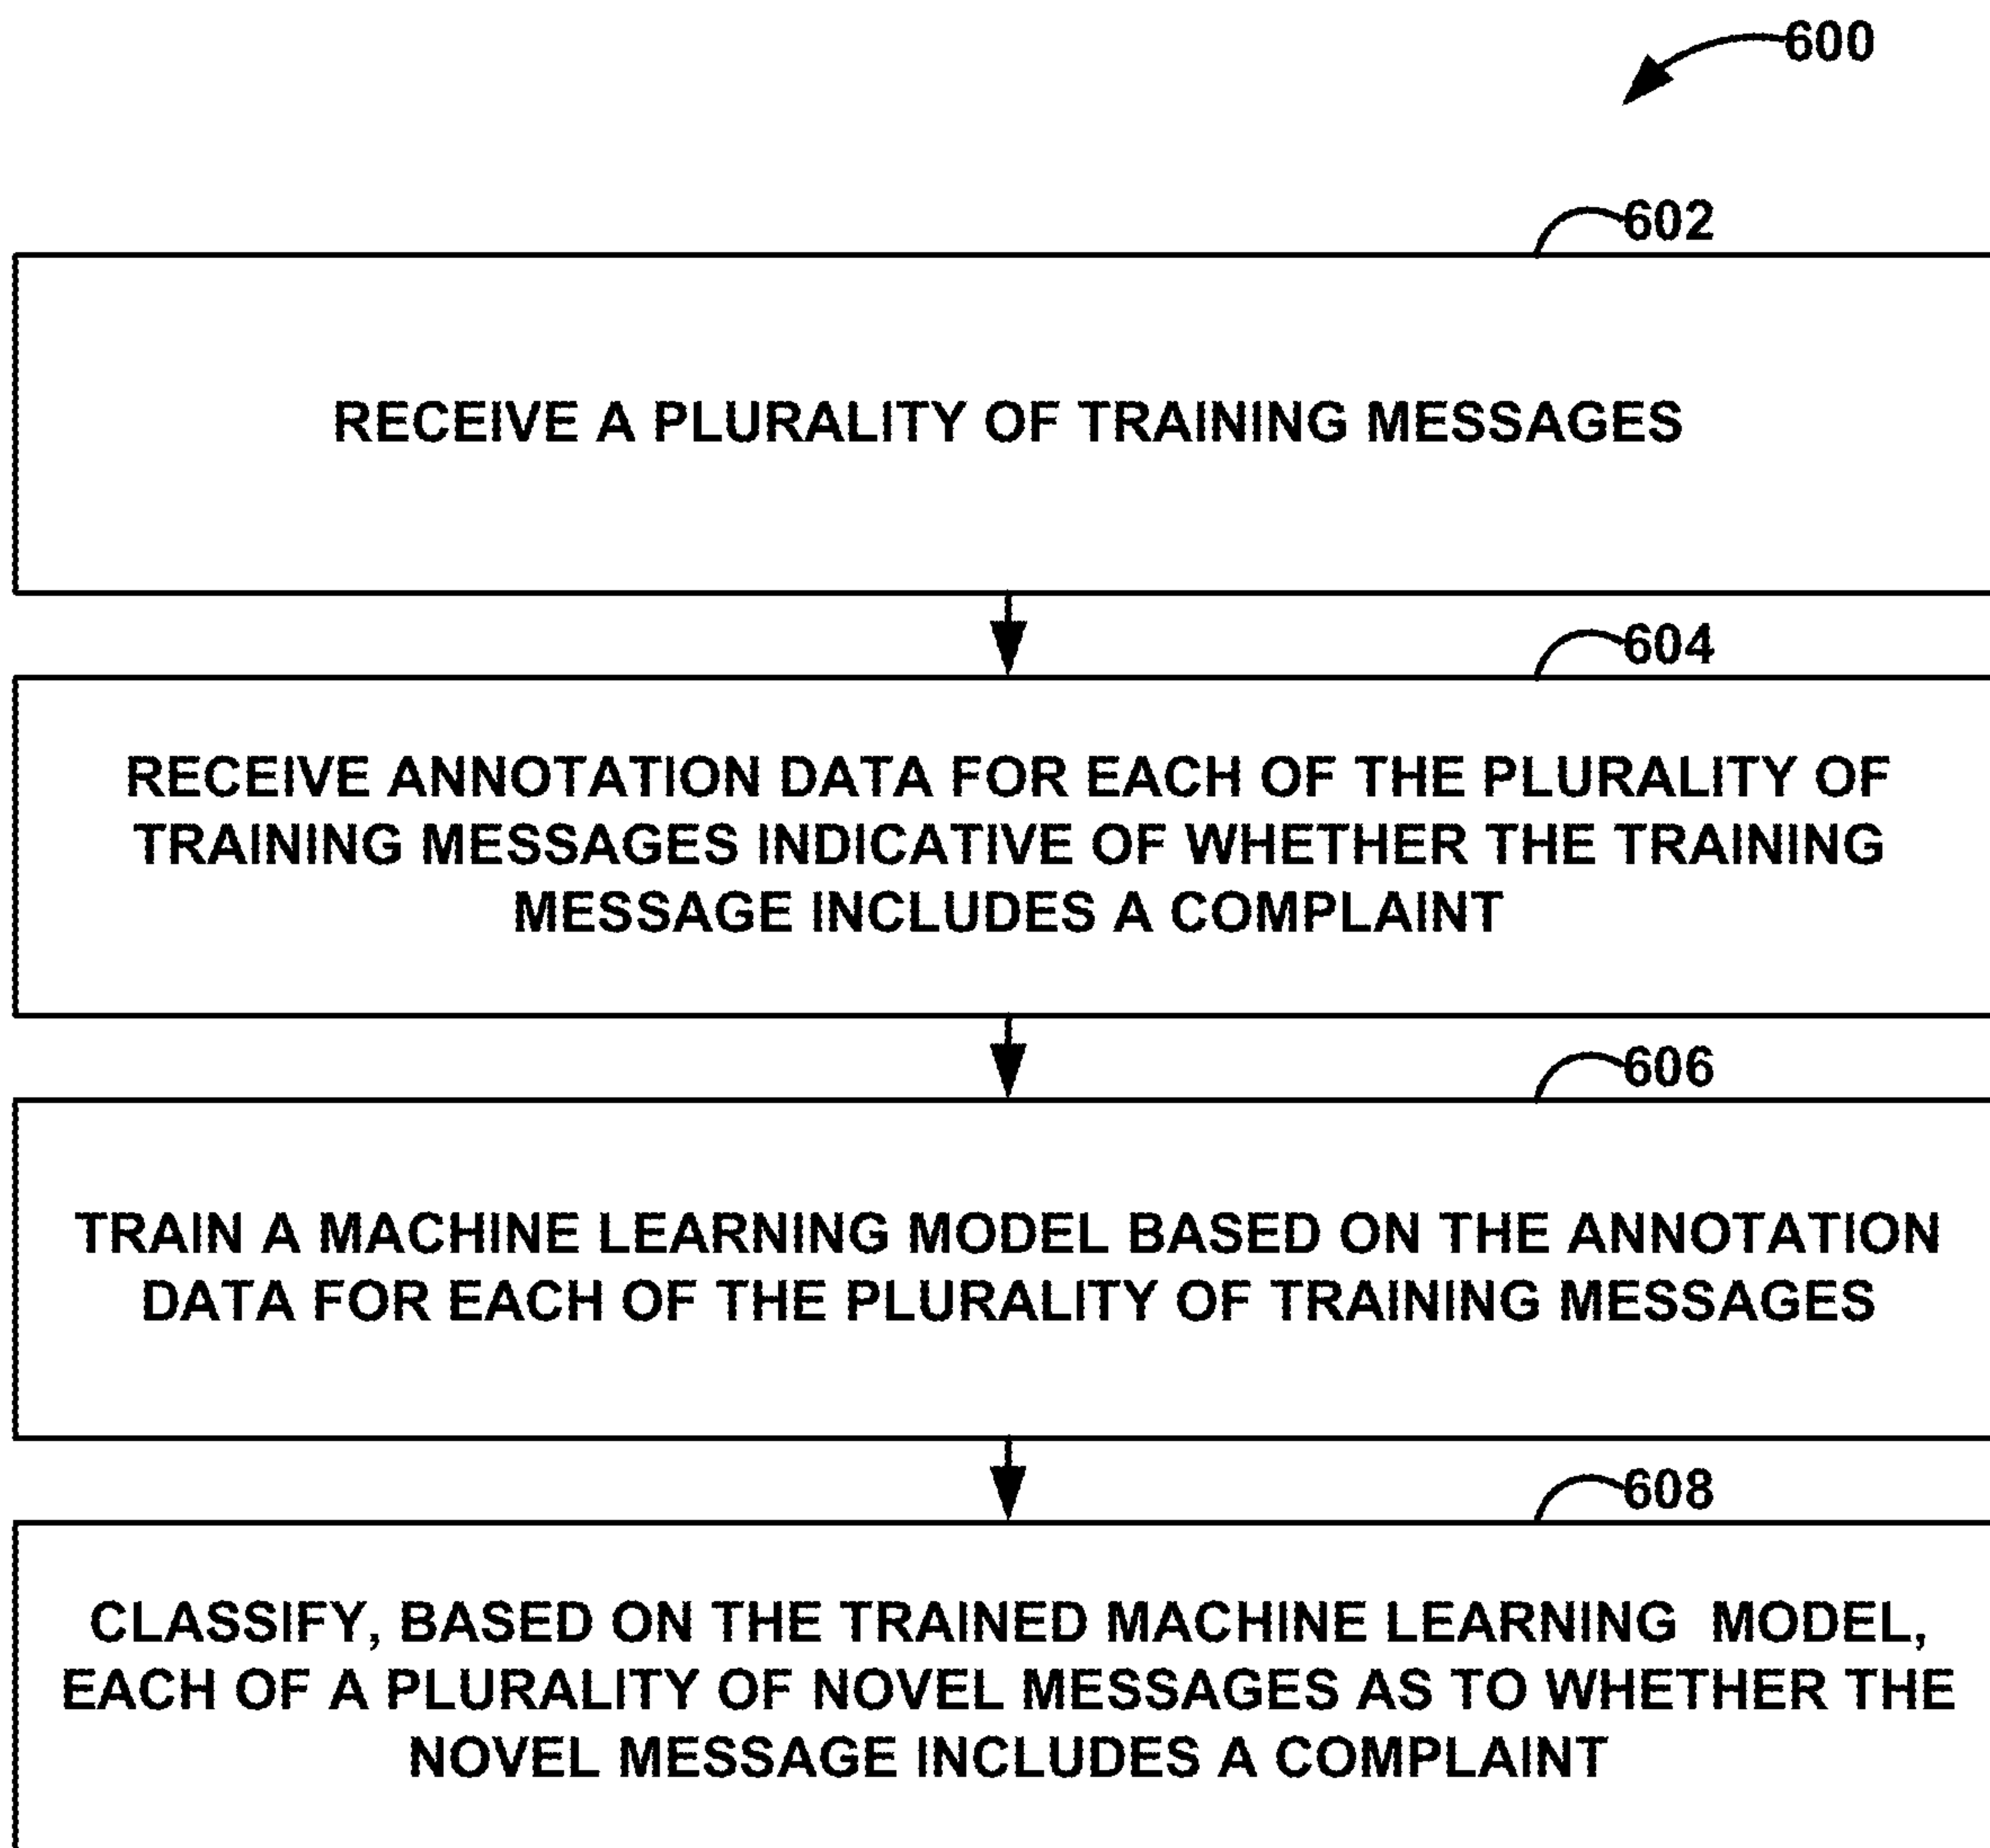 600
602
RECEIVE A PLURALITY OF TRAINING MESSAGES
604
RECEIVE ANNOTATION DATA FOR EACH OF THE PLURALITY OF
TRAINING MESSAGES INDICATIVE OF WHETHER THE TRAINING
MESSAGE INCLUDES A COMPLAINT
606
TRAIN A MACHINE LEARNING MODEL BASED ON THE ANNOTATION
DATA FOR EACH OF THE PLURALITY OF TRAINING MESSAGES
608
CLASSIFY, BASED ON THE TRAINED MACHINE LEARNING MODEL,
EACH OF A PLURALITY OF NOVEL MESSAGES AS TO WHETHER THE
NOVEL MESSAGE INCLUDES A COMPLAINT